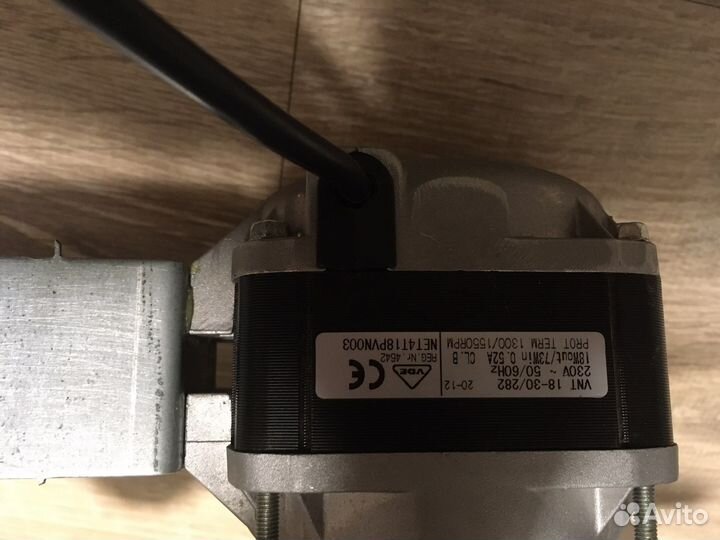 VNT 18-30/282
20-12
230V ~ 50/60Hz
18Wout/73Win 0.52A CL.B
PROT TERM 1300/1550RPM
VDE
CE
REG.Nr.4542
NET4T18PVN003
Avito